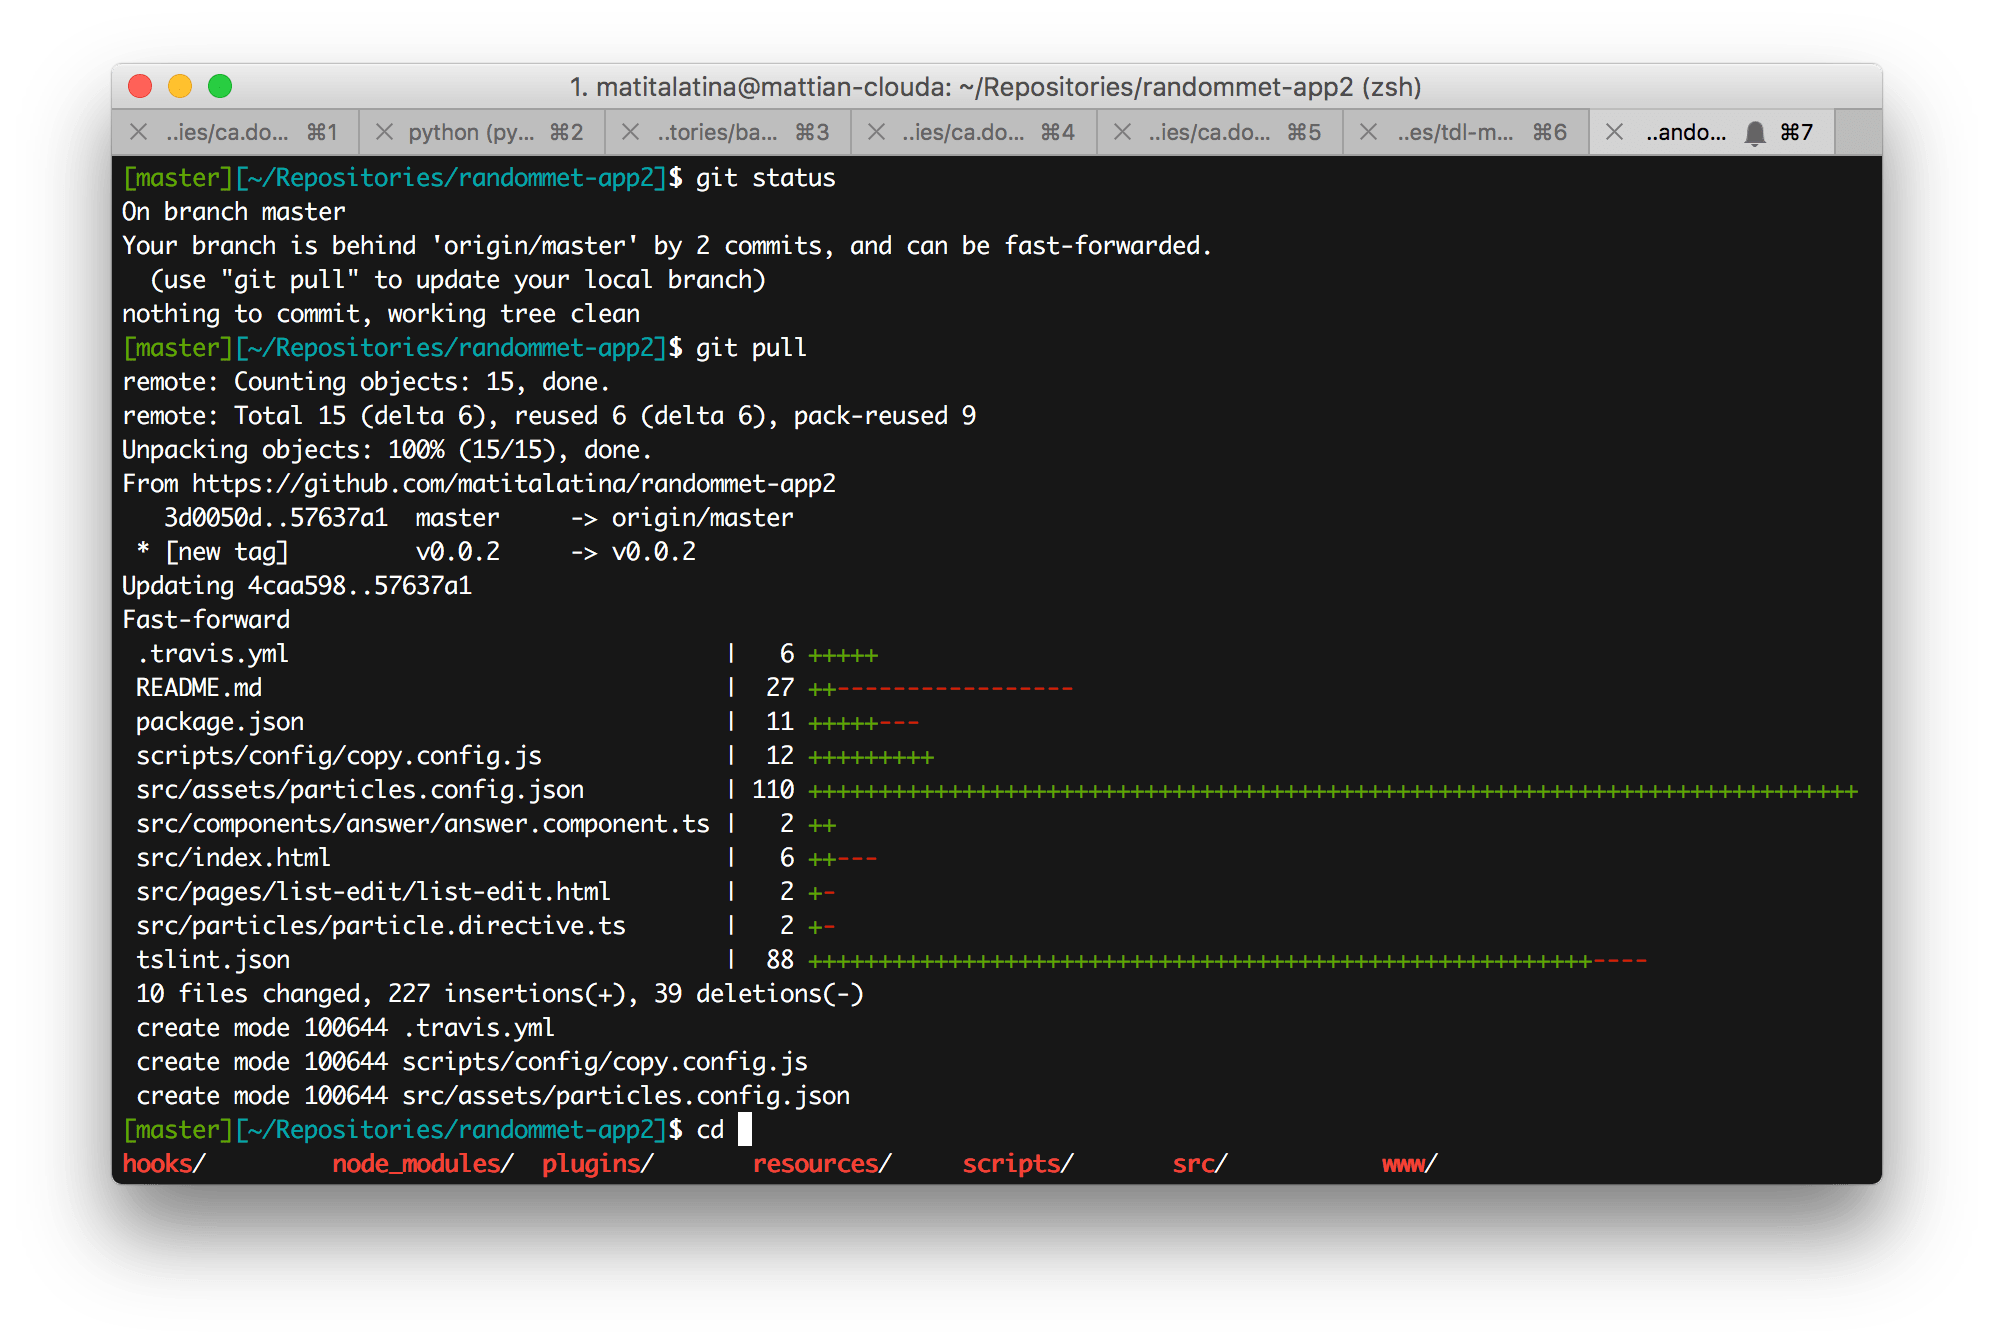 1. matitalatina@mattian-clouda: ~/Repositories/randommet-app2 (zsh)
..ies/ca.do... ⌘1 python (py... ⌘2 ..tories/ba... ⌘3 ..ies/ca.do... ⌘4 ..ies/ca.do... ⌘5 ..es/tdl-m... ⌘6 ..ando... ⌘7
[master][~/Repositories/randommet-app2]$ git status
On branch master
Your branch is behind 'origin/master' by 2 commits, and can be fast-forwarded.
  (use "git pull" to update your local branch)
nothing to commit, working tree clean
[master][~/Repositories/randommet-app2]$ git pull
remote: Counting objects: 15, done.
remote: Total 15 (delta 6), reused 6 (delta 6), pack-reused 9
Unpacking objects: 100% (15/15), done.
From https://github.com/matitalatina/randommet-app2
   3d0050d..57637a1  master     -> origin/master
 * [new tag]         v0.0.2     -> v0.0.2
Updating 4caa598..57637a1
Fast-forward
 .travis.yml                               |   6 +++++
 README.md                                 |  27 ++-----------------
 package.json                              |  11 +++++---
 scripts/config/copy.config.js             |  12 +++++++++
 src/assets/particles.config.json          | 110 +++++++++++++++++++++++++++++++++++++++++++++++++++++++++++++++++++++++++++
 src/components/answer/answer.component.ts |   2 ++
 src/index.html                            |   6 ++---
 src/pages/list-edit/list-edit.html        |   2 +-
 src/particles/particle.directive.ts       |   2 +-
 tslint.json                               |  88 ++++++++++++++++++++++++++++++++++++++++++++++++++++++++----
 10 files changed, 227 insertions(+), 39 deletions(-)
 create mode 100644 .travis.yml
 create mode 100644 scripts/config/copy.config.js
 create mode 100644 src/assets/particles.config.json
[master][~/Repositories/randommet-app2]$ cd
hooks/         node_modules/  plugins/       resources/     scripts/       src/           www/